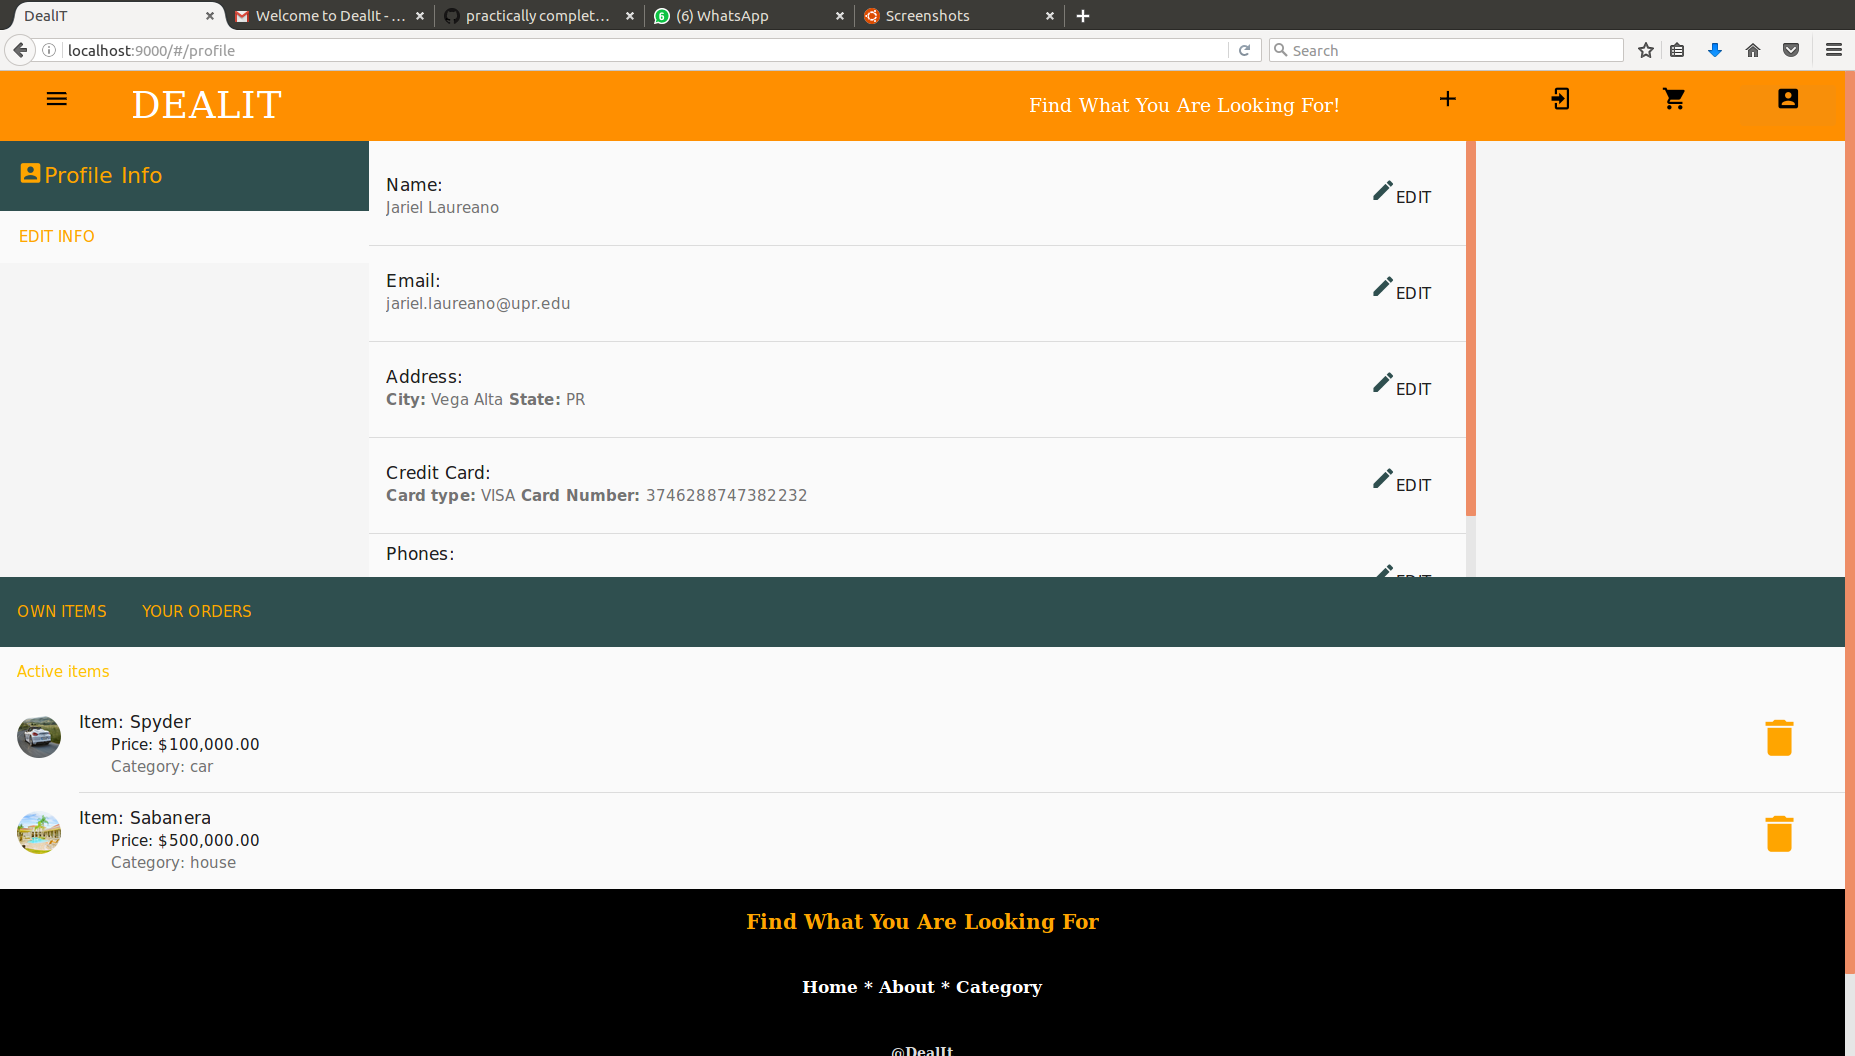 DealIT
Welcome to DealIt - ...
practically complet...
(6) WhatsApp
Screenshots
localhost:9000/#/profile
Search
DEALIT
Find What You Are Looking For!
Profile Info
EDIT INFO
Name:
Jariel Laureano
EDIT
Email:
jariel.laureano@upr.edu
EDIT
Address:
City: Vega Alta State: PR
EDIT
Credit Card:
Card type: VISA Card Number: 3746288747382232
EDIT
Phones:
EDIT
OWN ITEMS
YOUR ORDERS
Active items
Item: Spyder
Price: $100,000.00
Category: car
Item: Sabanera
Price: $500,000.00
Category: house
Find What You Are Looking For
Home * About * Category
@DealIt